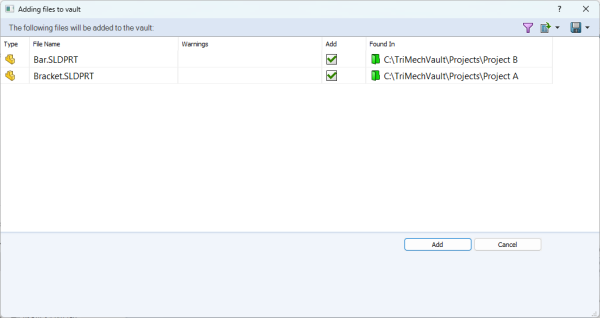 Adding files to vault
The following files will be added to the vault:
Type File Name Warnings Add Found In
Bar.SLDPRT C:\TriMechVault\Projects\Project B
Bracket.SLDPRT C:\TriMechVault\Projects\Project A
Add Cancel